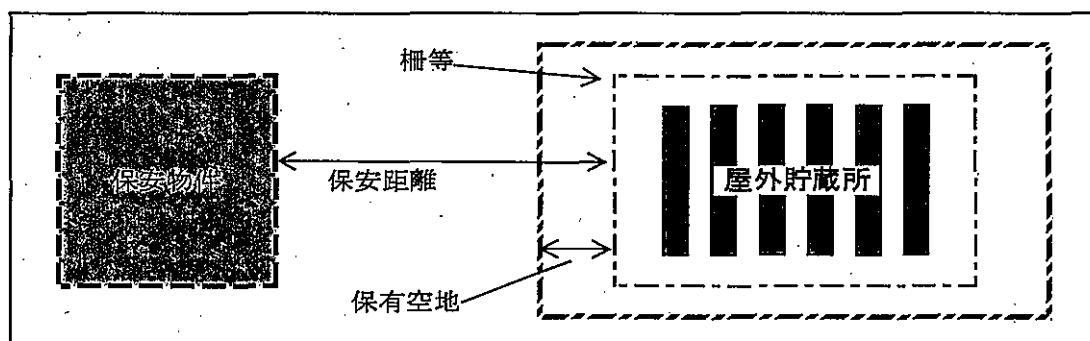 柵等
保安物件
保安距離
屋外貯蔵所
保有空地